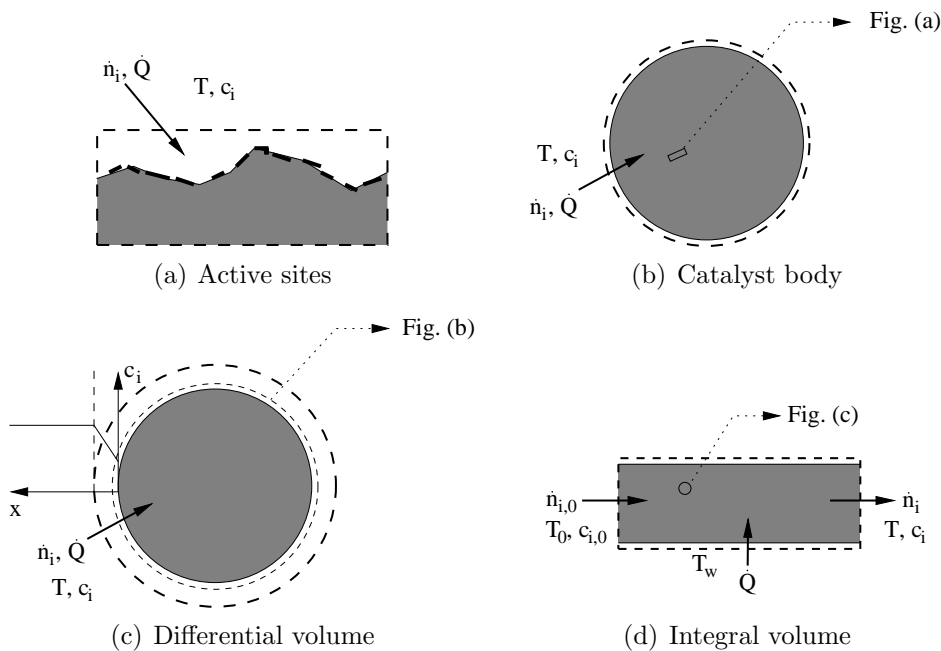 Fig. (a)
ṅi, Q̇
T, ci
T, ci
ṅi, Q̇
(a) Active sites
(b) Catalyst body
Fig. (b)
ci
x
ṅi, Q̇
T, ci
Fig. (c)
ṅi,0
T0, ci,0
ṅi
T, ci
Tw
Q̇
(c) Differential volume
(d) Integral volume